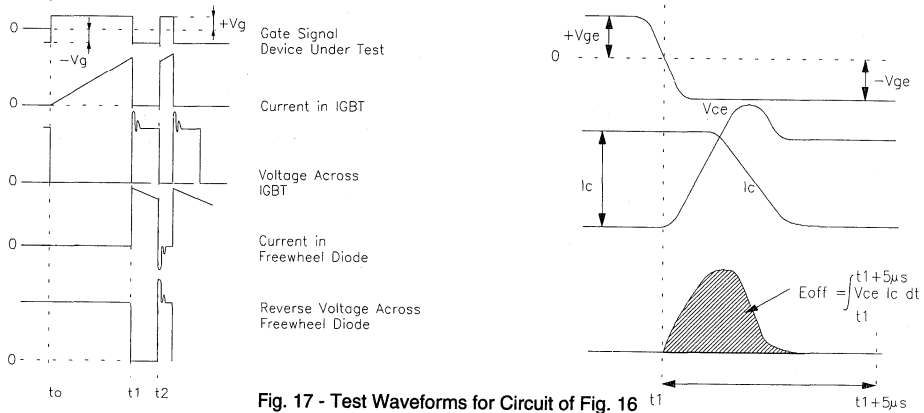 0
+Vg
-Vg
Gate Signal
Device Under Test
0
Current in IGBT
0
Voltage Across
IGBT
0
Current in
Freewheel Diode
0
Reverse Voltage Across
Freewheel Diode
to
t1
t2
+Vge
0
-Vge
Vce
Ic
Ic
Eoff = ∫ t1+5µs
Vce Ic dt
t1
t1
t1+5µs
Fig. 17 - Test Waveforms for Circuit of Fig. 16